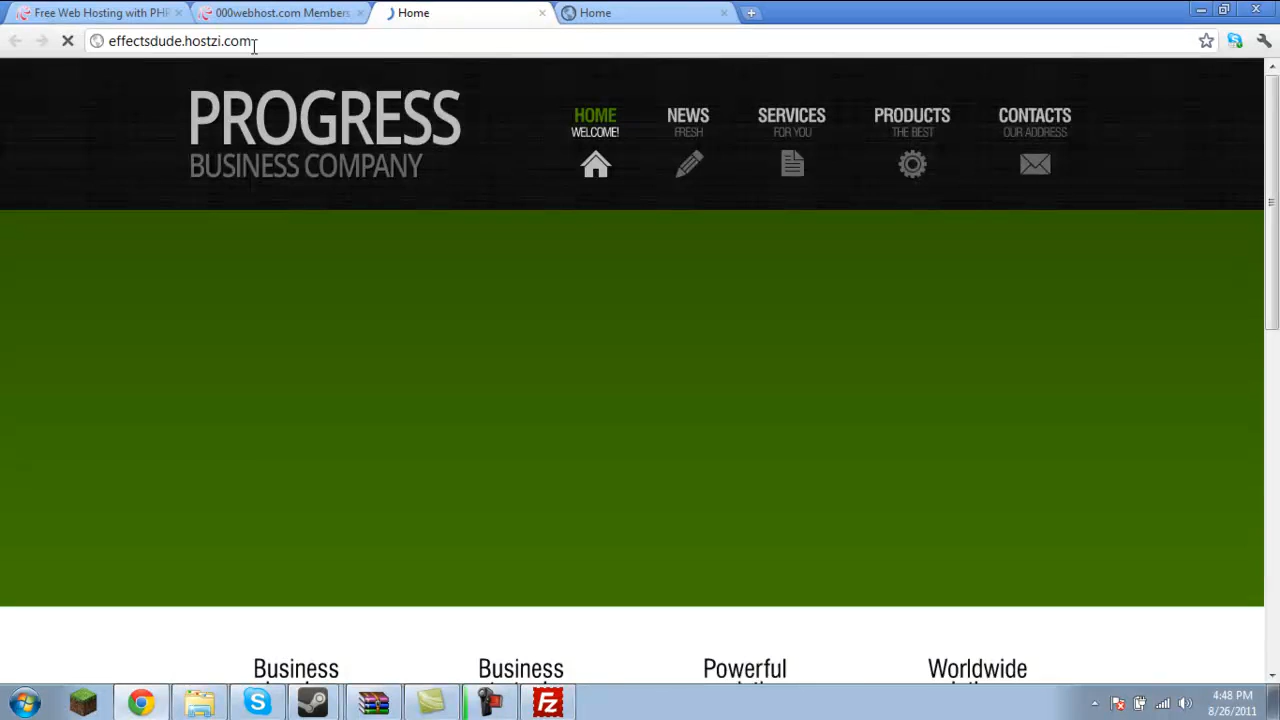 Free Web Hosting with PHP
000webhost.com Members
Home
Home
effectsdude.hostzi.com
PROGRESS
BUSINESS COMPANY
HOME
WELCOME!
NEWS
FRESH
SERVICES
FOR YOU
PRODUCTS
THE BEST
CONTACTS
OUR ADDRESS
Business
Business
Powerful
Worldwide
4:48 PM
8/26/2011